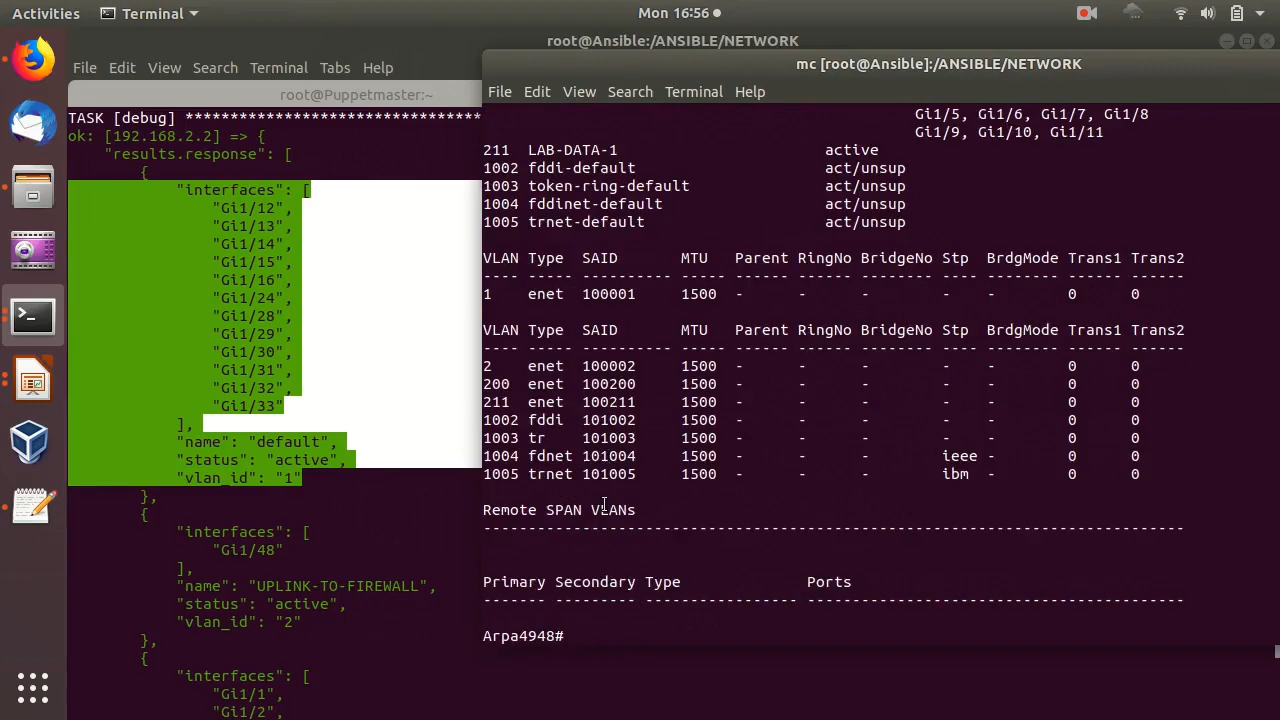 Activities Terminal Mon 16:56
root@Ansible:/ANSIBLE/NETWORK
File Edit View Search Terminal Tabs Help
root@Puppetmaster:~
TASK [debug] *********************************
ok: [192.168.2.2] => {
"results.response": [
{
"interfaces": [
"Gi1/12",
"Gi1/13",
"Gi1/14",
"Gi1/15",
"Gi1/16",
"Gi1/24",
"Gi1/28",
"Gi1/29",
"Gi1/30",
"Gi1/31",
"Gi1/32",
"Gi1/33"
],
"name": "default",
"status": "active",
"vlan_id": "1"
},
{
"interfaces": [
"Gi1/48"
],
"name": "UPLINK-TO-FIREWALL",
"status": "active",
"vlan_id": "2"
},
{
"interfaces": [
"Gi1/1",
"Gi1/2",
mc [root@Ansible]:/ANSIBLE/NETWORK
File Edit View Search Terminal Help
Gi1/5, Gi1/6, Gi1/7, Gi1/8
Gi1/9, Gi1/10, Gi1/11
211 LAB-DATA-1 active
1002 fddi-default act/unsup
1003 token-ring-default act/unsup
1004 fddinet-default act/unsup
1005 trnet-default act/unsup
VLAN Type SAID MTU Parent RingNo BridgeNo Stp BrdgMode Trans1 Trans2
---- ----- ---------- ----- ------ ------ -------- ---- -------- ------ ------
1 enet 100001 1500 - - - - - 0 0
VLAN Type SAID MTU Parent RingNo BridgeNo Stp BrdgMode Trans1 Trans2
---- ----- ---------- ----- ------ ------ -------- ---- -------- ------ ------
2 enet 100002 1500 - - - - - 0 0
200 enet 100200 1500 - - - - - 0 0
211 enet 100211 1500 - - - - - 0 0
1002 fddi 101002 1500 - - - - - 0 0
1003 tr 101003 1500 - - - - - 0 0
1004 fdnet 101004 1500 - - - ieee - 0 0
1005 trnet 101005 1500 - - - ibm - 0 0
Remote SPAN VLANs
------------------------------------------------------------------------------
Primary Secondary Type Ports
------- --------- ---------------- ------------------------------------------
Arpa4948#